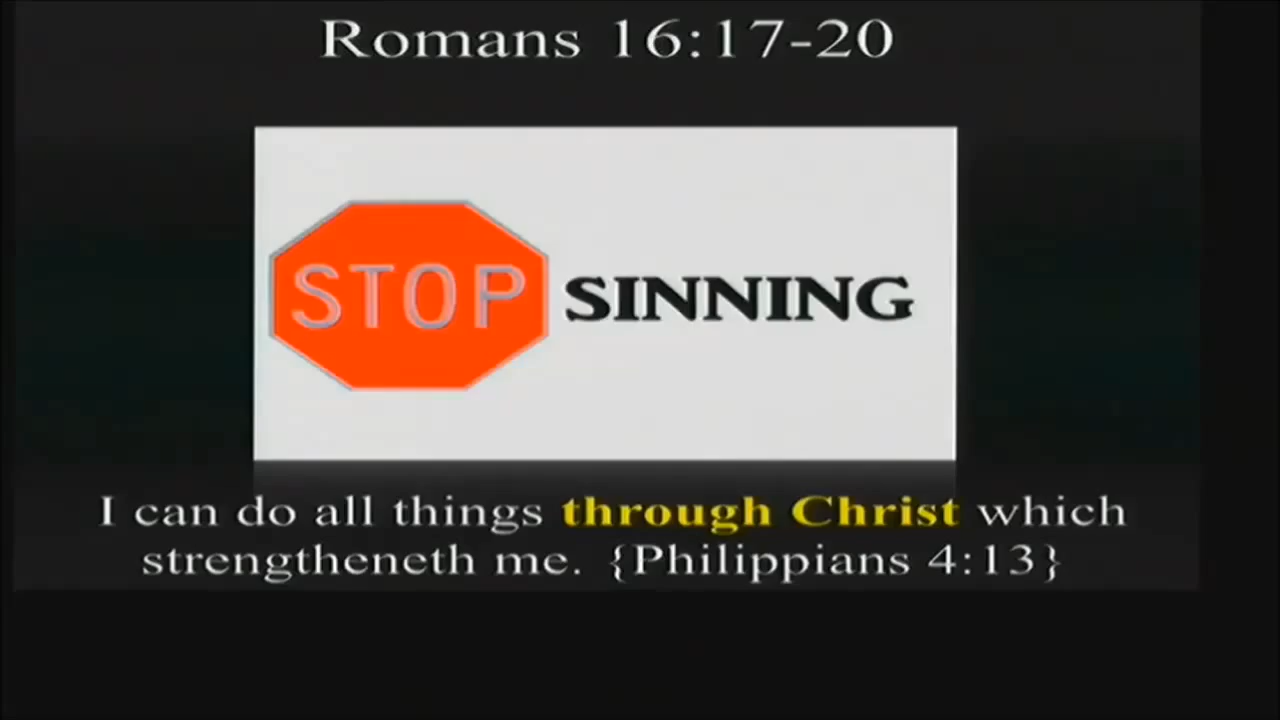 Romans 16:17-20
STOP SINNING
I can do all things through Christ which
strengtheneth me. {Philippians 4:13}